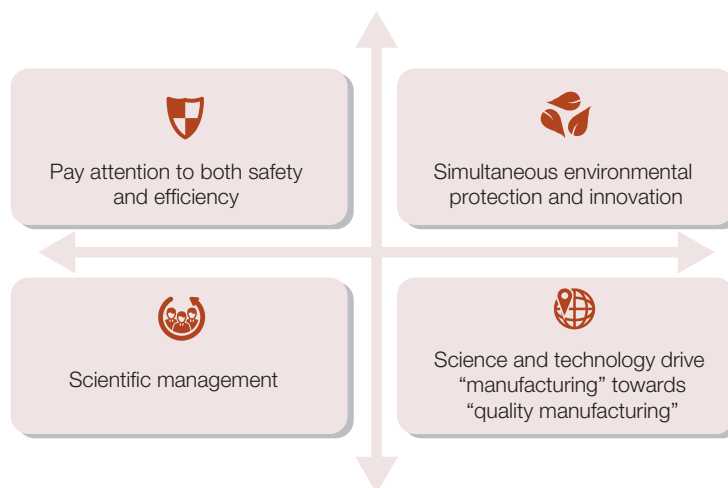 Pay attention to both safety
and efficiency
Simultaneous environmental
protection and innovation
Scientific management
Science and technology drive
“manufacturing” towards
“quality manufacturing”